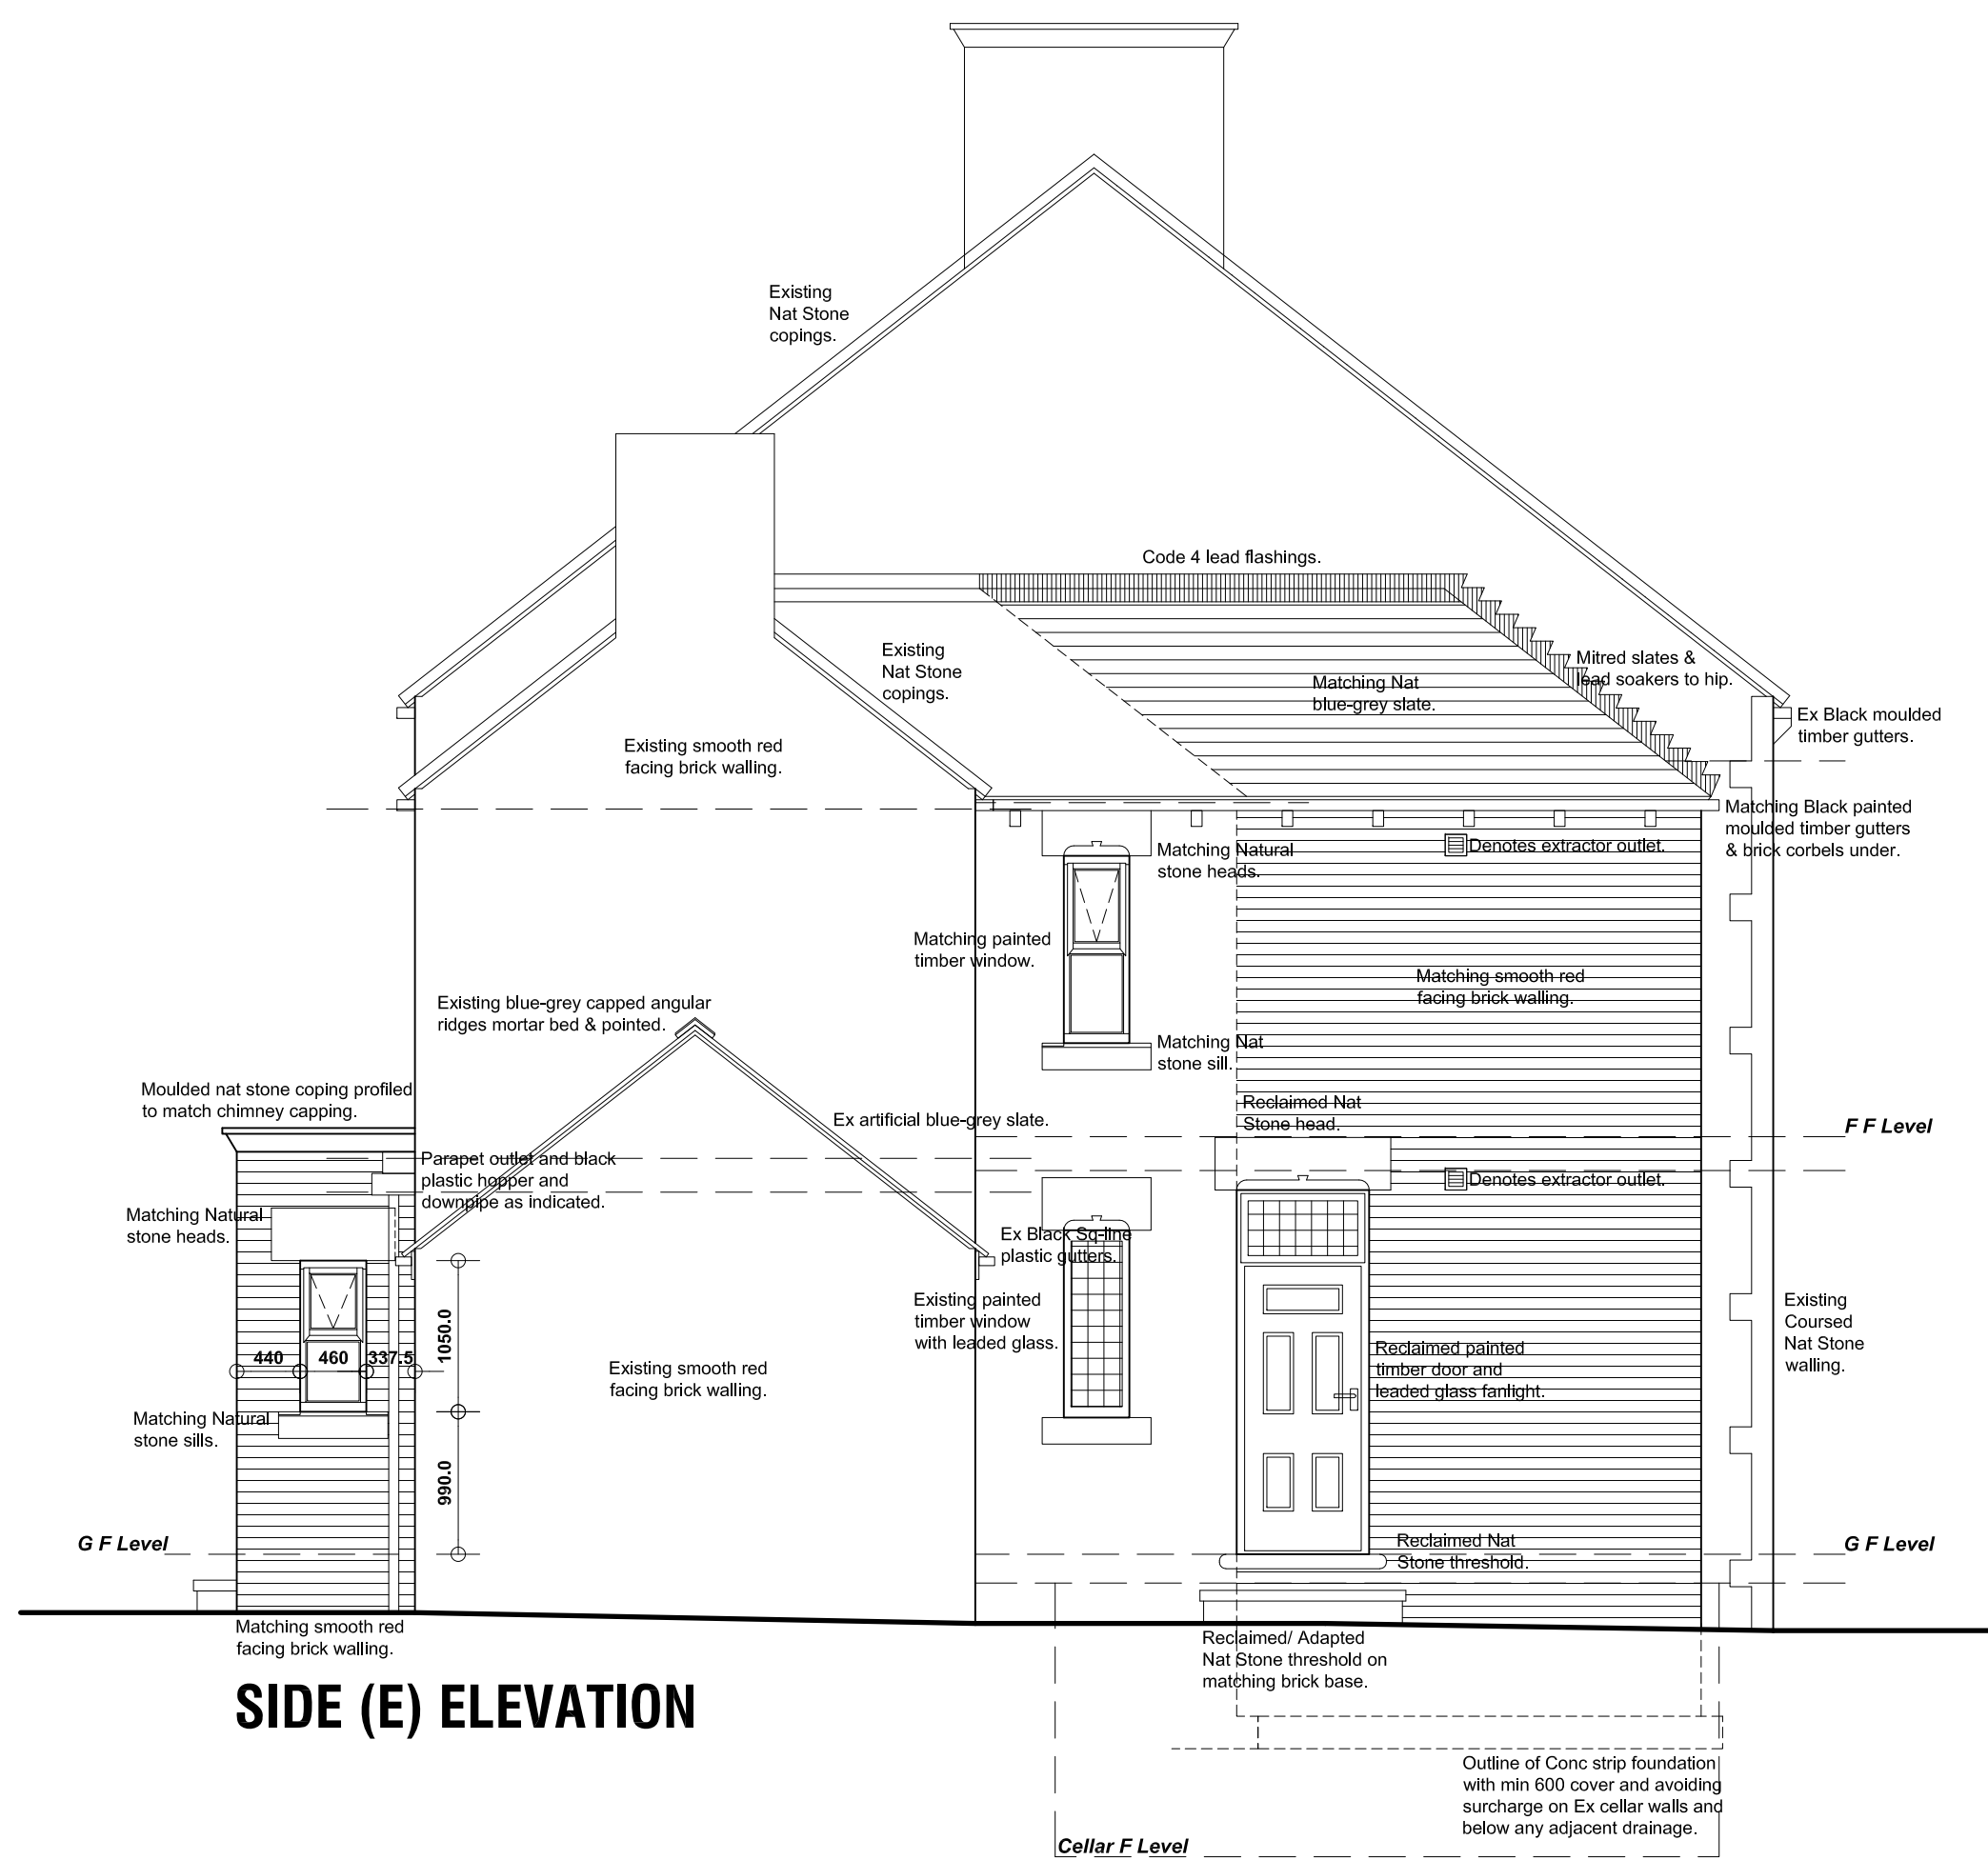 Existing
Nat Stone
copings.
Code 4 lead flashings.
Existing
Nat Stone
copings.
Mitred slates &
lead soakers to hip.
Matching Nat
blue-grey slate.
Ex Black moulded
timber gutters.
Existing smooth red
facing brick walling.
Matching Black painted
moulded timber gutters
& brick corbels under.
Matching Natural
stone heads.
Denotes extractor outlet.
Matching painted
timber window.
Matching smooth red
facing brick walling.
Existing blue-grey capped angular
ridges mortar bed & pointed.
Matching Nat
stone sill.
Moulded nat stone coping profiled
to match chimney capping.
Ex artificial blue-grey slate.
Reclaimed Nat
Stone head.
F F Level
Parapet outlet and black
plastic hopper and
downpipe as indicated.
Denotes extractor outlet.
Matching Natural
stone heads.
Ex Black Sq-line
plastic gutters.
Existing painted
timber window
with leaded glass.
Existing
Coursed
Nat Stone
walling.
1050.0
440 460 337.5
Existing smooth red
facing brick walling.
Reclaimed painted
timber door and
leaded glass fanlight.
Matching Natural
stone sills.
990.0
G F Level
Reclaimed Nat
Stone threshold.
G F Level
Matching smooth red
facing brick walling.
Reclaimed/ Adapted
Nat Stone threshold on
matching brick base.
SIDE (E) ELEVATION
Outline of Conc strip foundation
with min 600 cover and avoiding
surcharge on Ex cellar walls and
below any adjacent drainage.
Cellar F Level